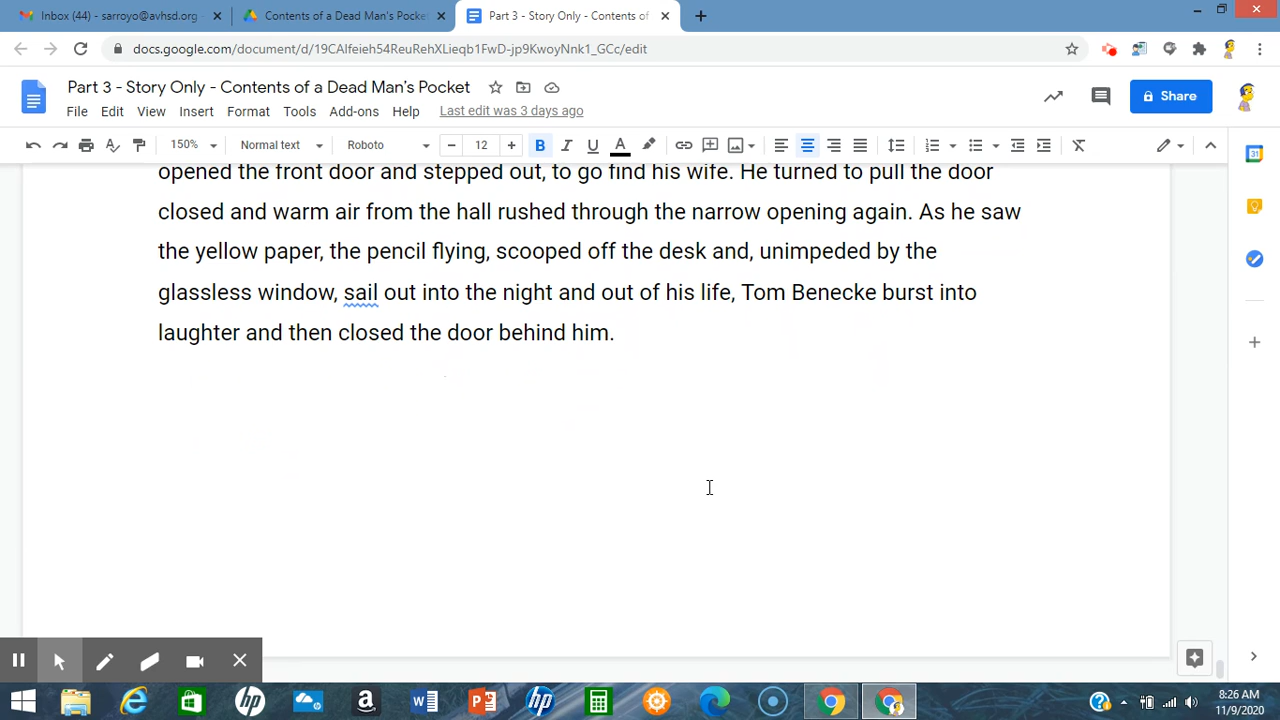 Inbox (44) - sarroyo@avhsd.org -
Contents of a Dead Man's Pocket
Part 3 - Story Only - Contents of
docs.google.com/document/d/19CAlfeieh54ReuRehXLieqb1FwD-jp9KwoyNnk1_GCc/edit
Part 3 - Story Only - Contents of a Dead Man's Pocket
File Edit View Insert Format Tools Add-ons Help Last edit was 3 days ago
Share
150% Normal text Roboto 12 B I U A
opened the front door and stepped out, to go find his wife. He turned to pull the door
closed and warm air from the hall rushed through the narrow opening again. As he saw
the yellow paper, the pencil flying, scooped off the desk and, unimpeded by the
glassless window, sail out into the night and out of his life, Tom Benecke burst into
laughter and then closed the door behind him.
8:26 AM
11/9/2020